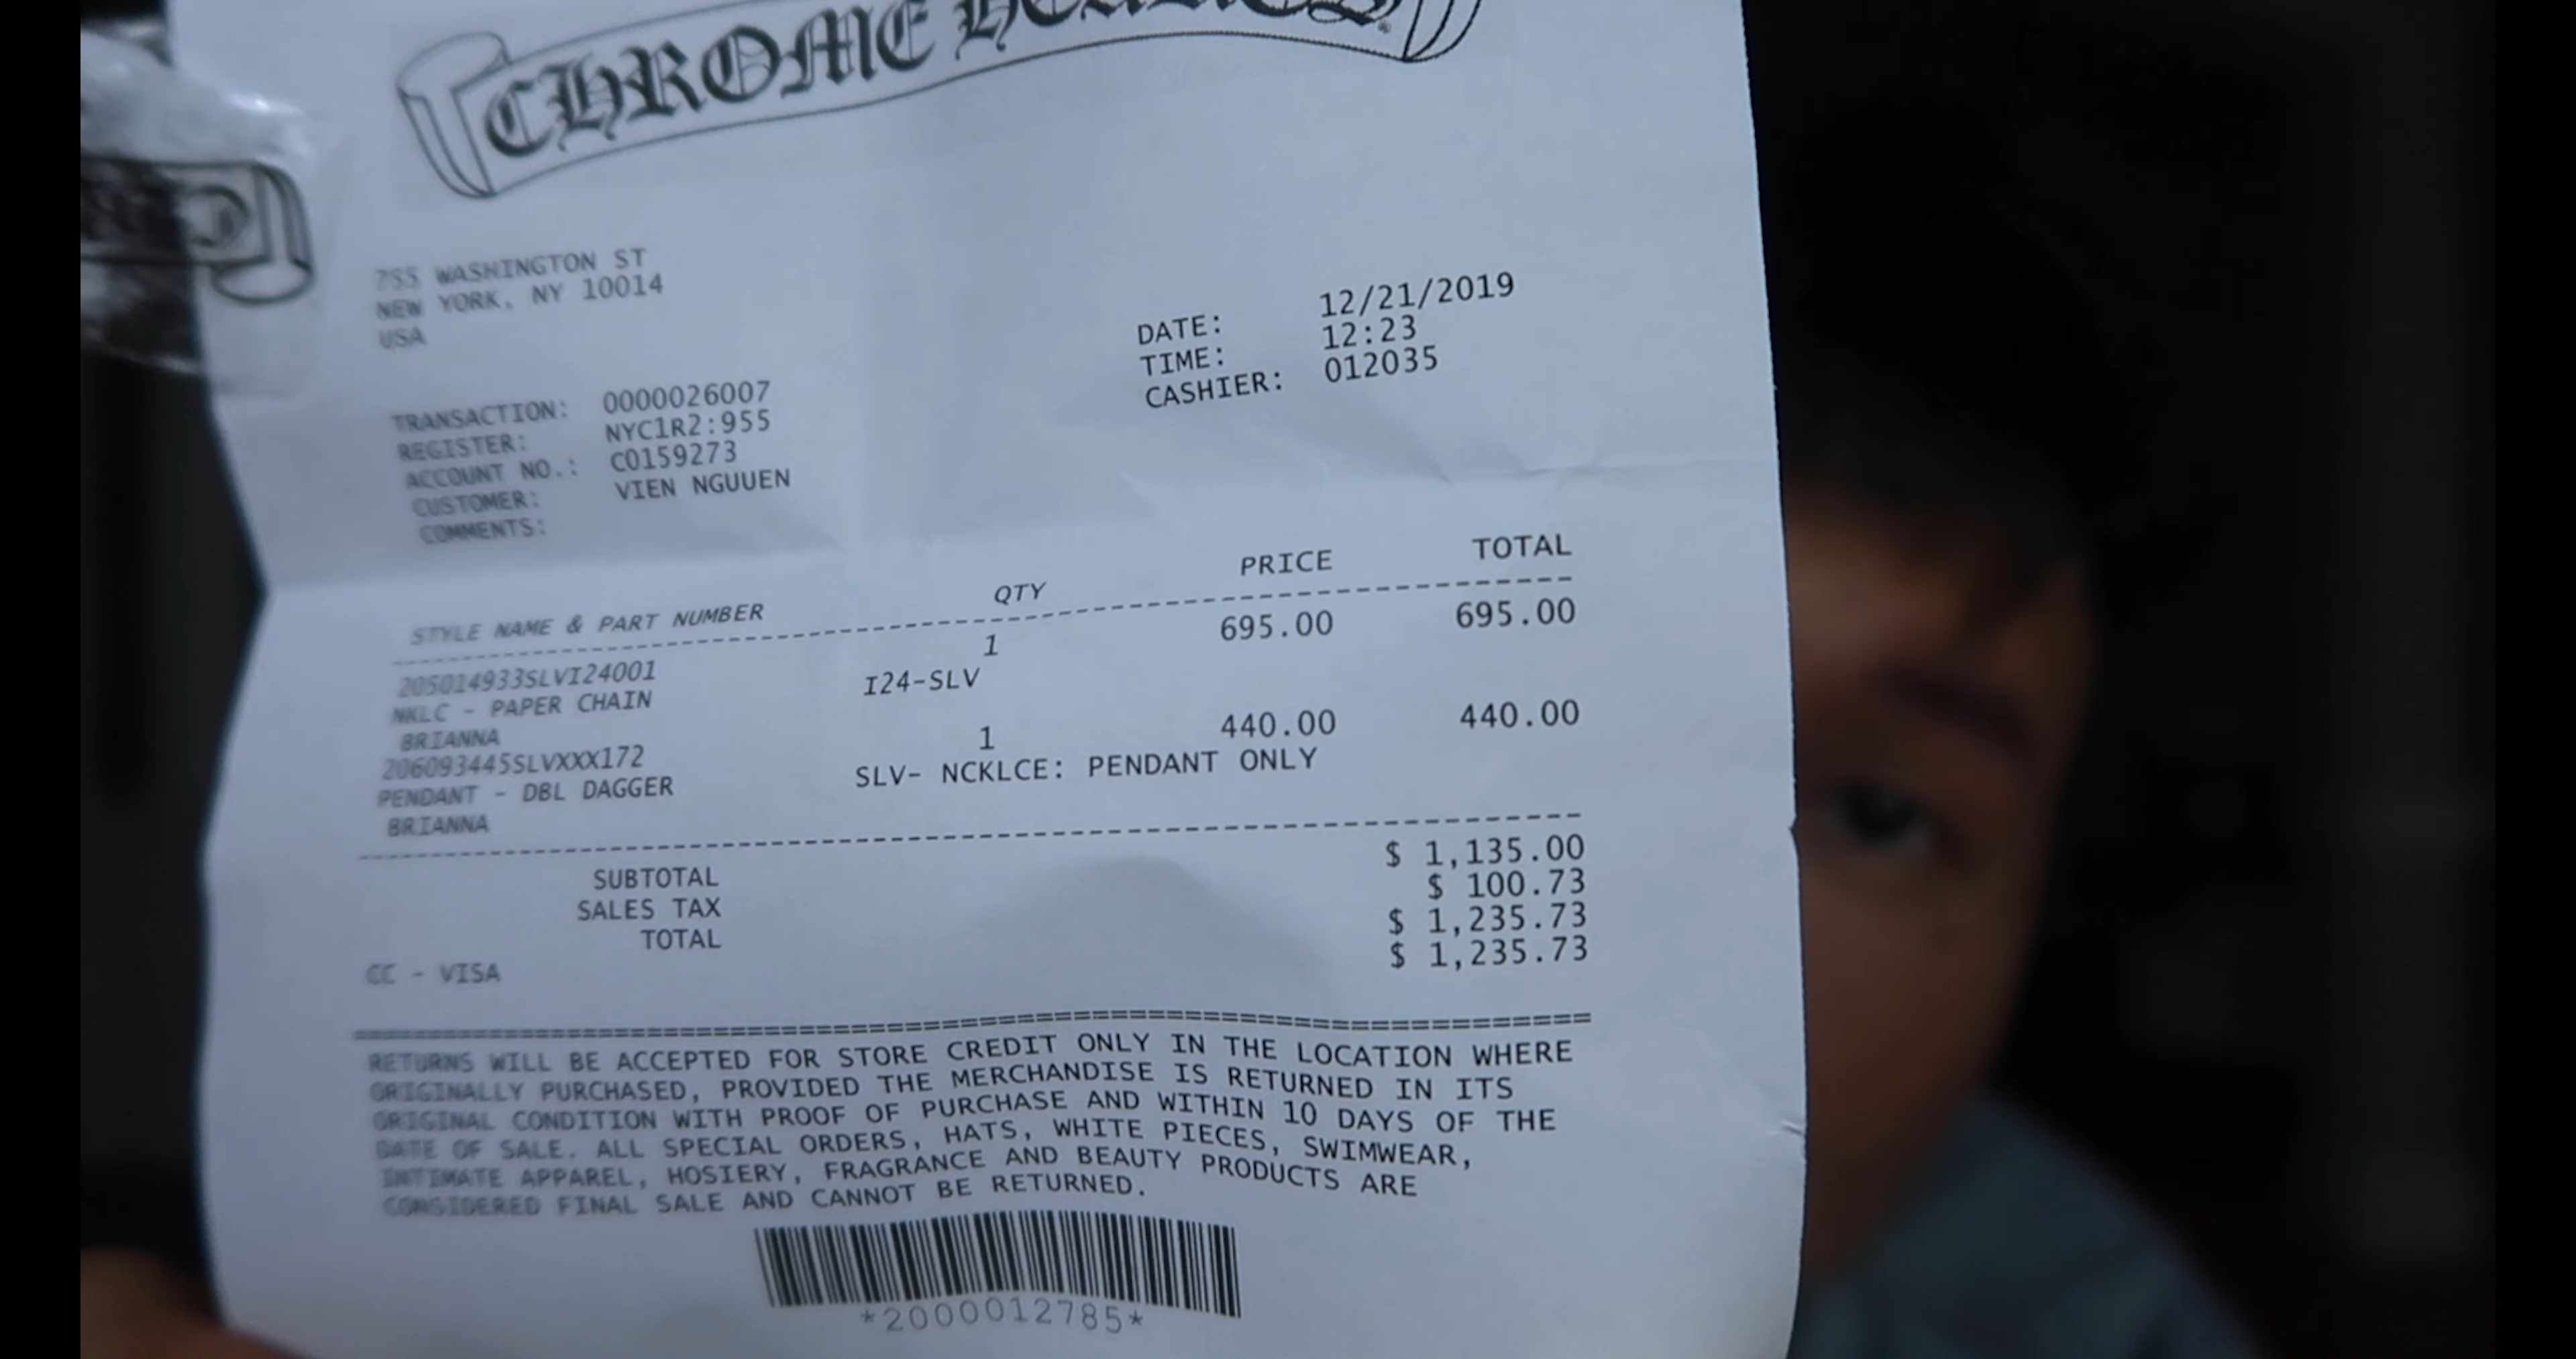 CHROME HEARTS
755 WASHINGTON ST
NEW YORK, NY 10014
USA
DATE: 12/21/2019
TIME: 12:23
CASHIER: 012035
TRANSACTION: 0000026007
REGISTER: NYC1R2:955
ACCOUNT NO.: C0159273
CUSTOMER: VIEN NGUUEN
COMMENTS:
STYLE NAME & PART NUMBER QTY PRICE TOTAL
205014933SLVI24001 1 695.00 695.00
NKLC - PAPER CHAIN I24-SLV
BRIANNA
206093445SLVXXX172 1 440.00 440.00
PENDANT - DBL DAGGER SLV- NCKLCE: PENDANT ONLY
BRIANNA
SUBTOTAL $ 1,135.00
SALES TAX $ 100.73
TOTAL $ 1,235.73
CC - VISA $ 1,235.73
RETURNS WILL BE ACCEPTED FOR STORE CREDIT ONLY IN THE LOCATION WHERE
ORIGINALLY PURCHASED, PROVIDED THE MERCHANDISE IS RETURNED IN ITS
ORIGINAL CONDITION WITH PROOF OF PURCHASE AND WITHIN 10 DAYS OF THE
DATE OF SALE. ALL SPECIAL ORDERS, HATS, WHITE PIECES, SWIMWEAR,
INTIMATE APPAREL, HOSIERY, FRAGRANCE AND BEAUTY PRODUCTS ARE
CONSIDERED FINAL SALE AND CANNOT BE RETURNED.
*2000012785*